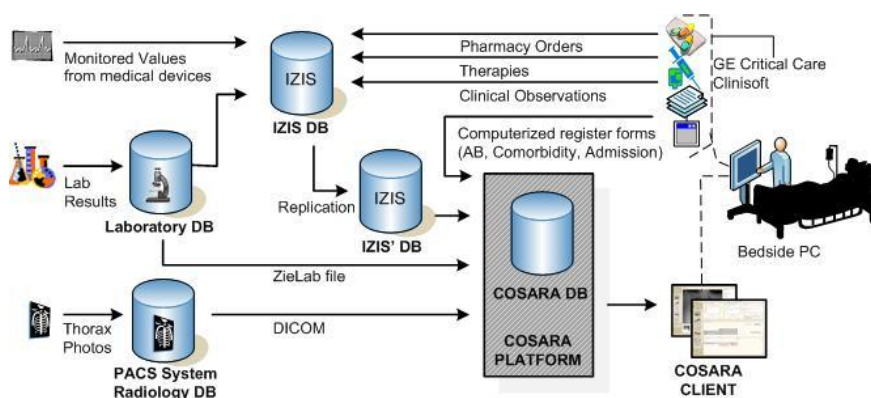 Monitored Values
from medical devices
IZIS
IZIS DB
Pharmacy Orders
Therapies
Clinical Observations
GE Critical Care
Clinisoft
Computerized register forms
(AB, Comorbidity, Admission)
Lab
Results
Laboratory DB
Replication
IZIS
IZIS’ DB
Bedside PC
ZieLab file
COSARA DB
Thorax
Photos
DICOM
PACS System
Radiology DB
COSARA
PLATFORM
COSARA
CLIENT